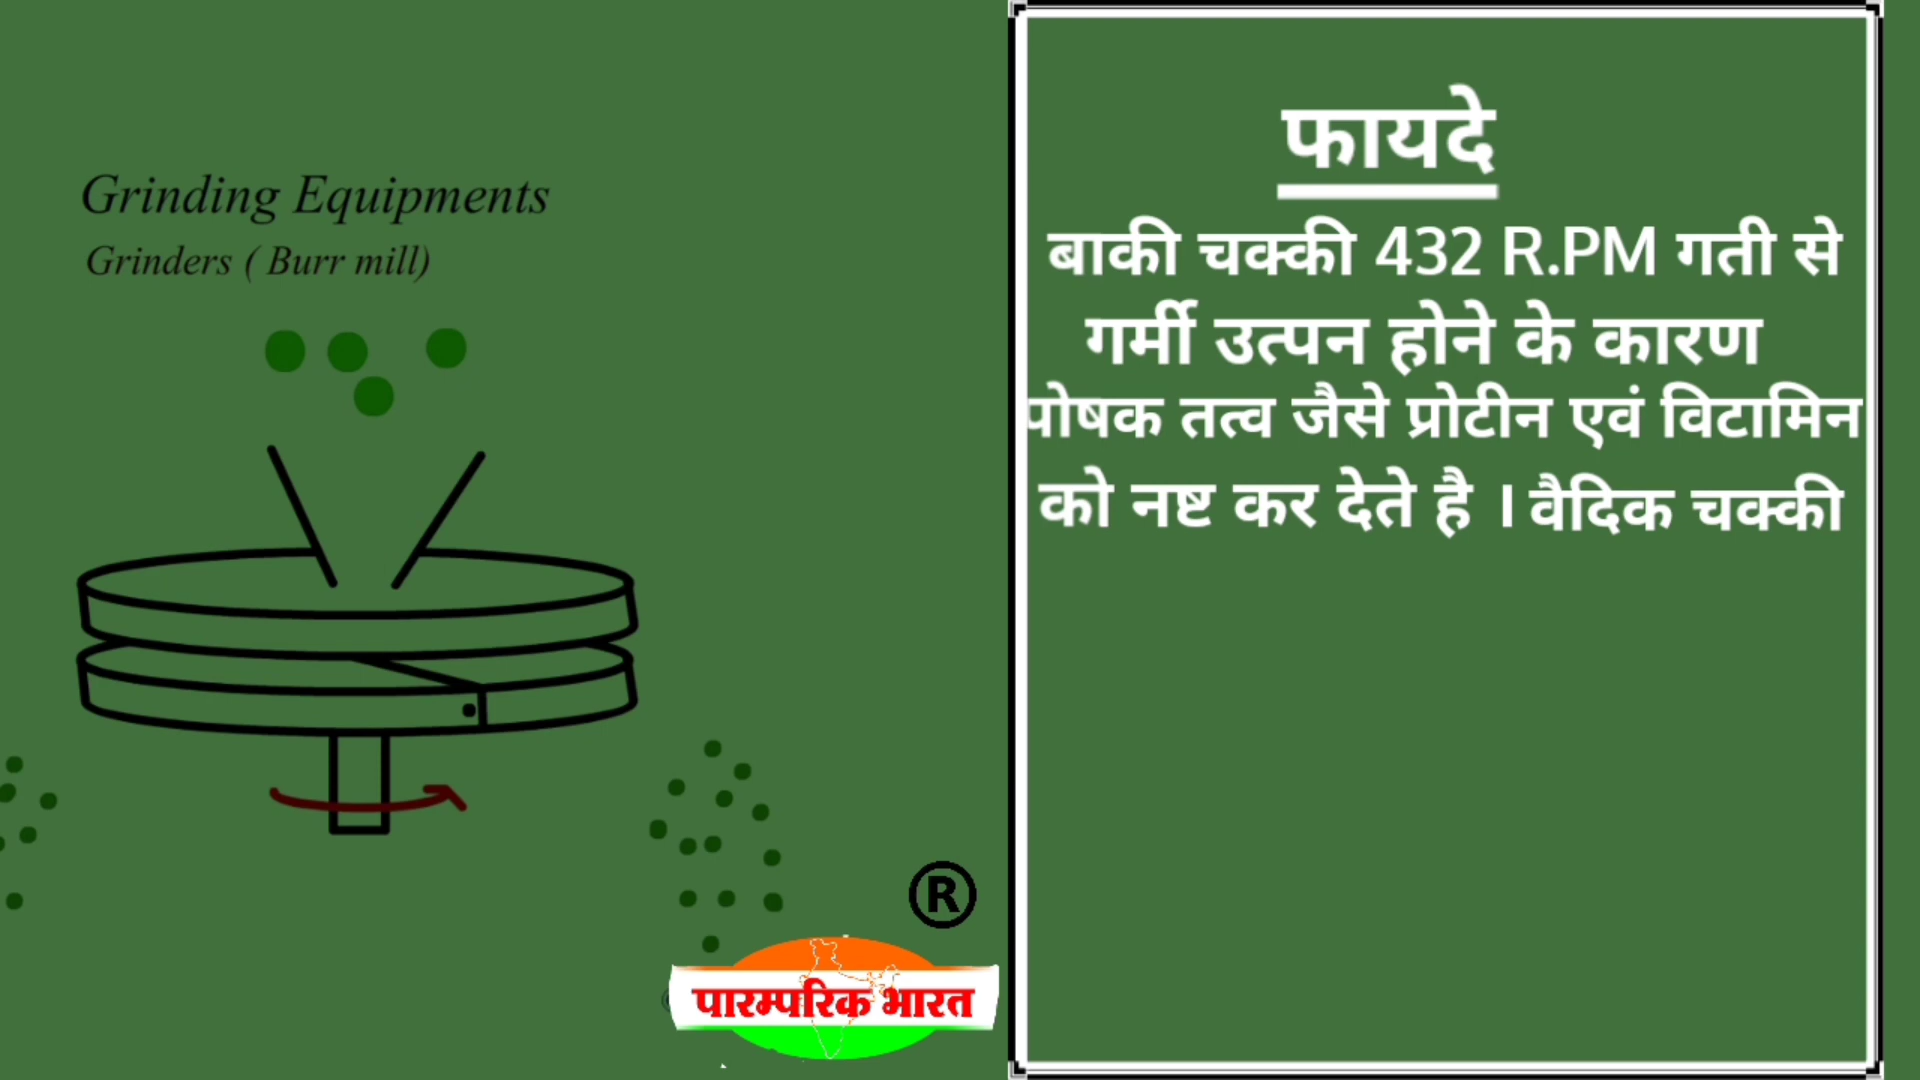 Grinding Equipments
Grinders ( Burr mill)
फायदे
बाकी चक्की 432 R.PM गती से
गर्मी उत्पन होने के कारण
पोषक तत्व जैसे प्रोटीन एवं विटामिन
को नष्ट कर देते है । वैदिक चक्की
®
पारम्परिक भारत